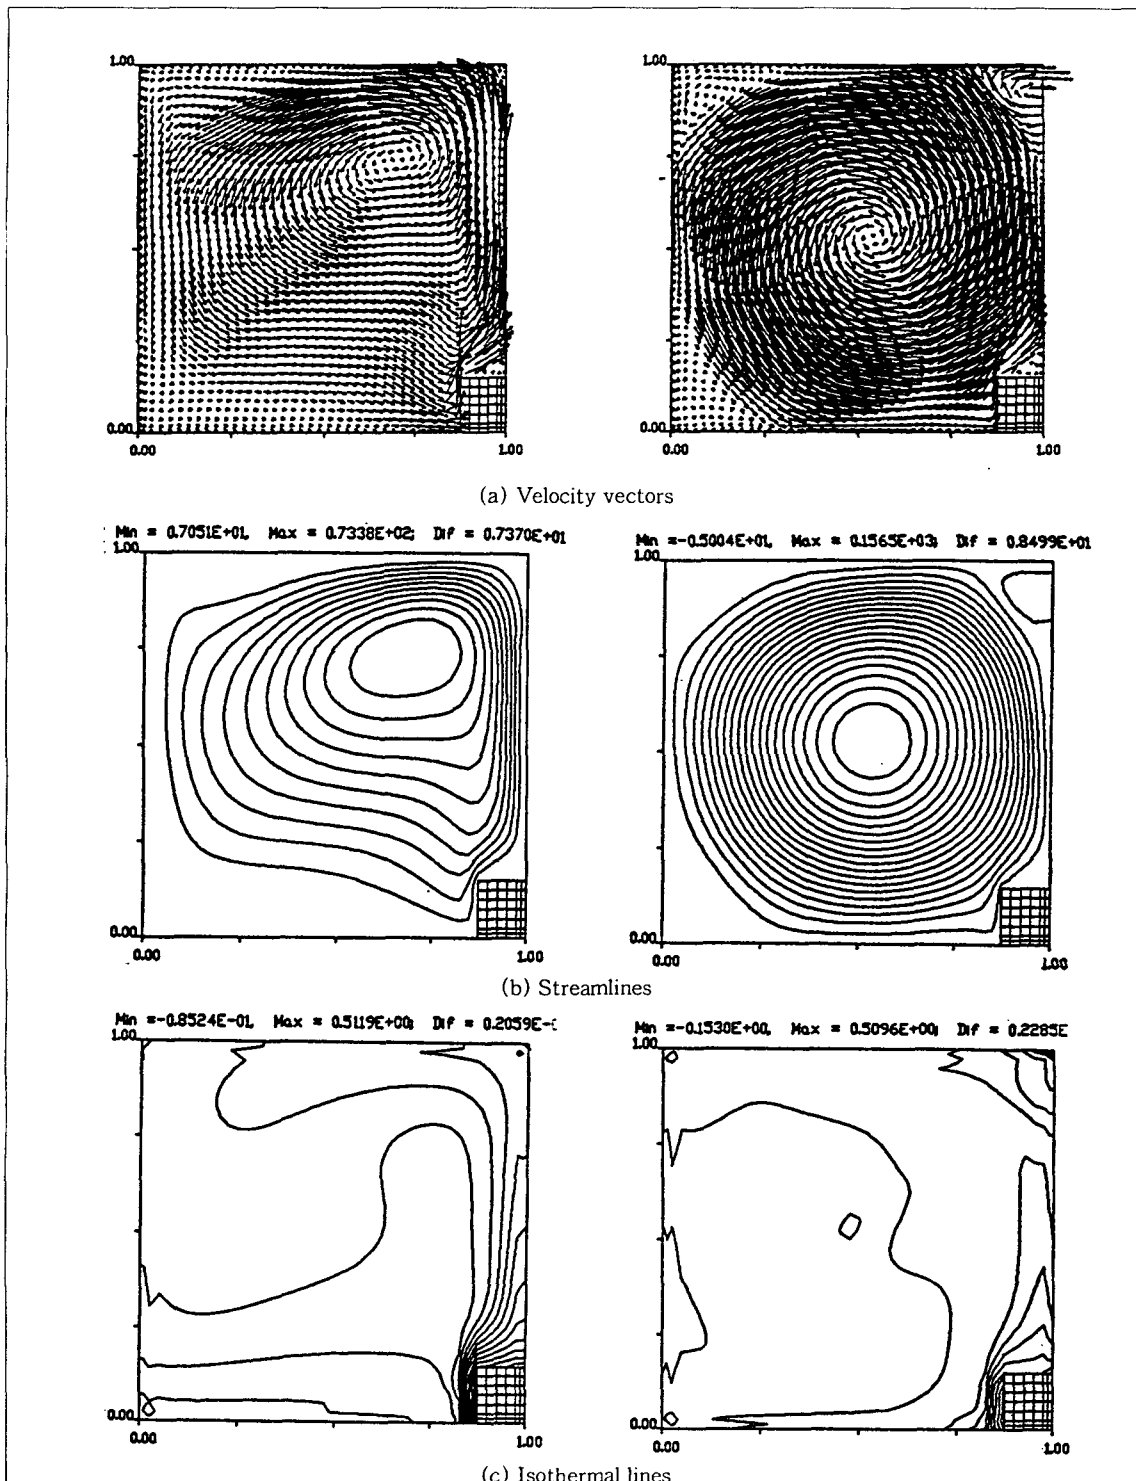 1.00 1.00
0.00 0.00
0.00 1.00 0.00 1.00
(a) Velocity vectors
Min = 0.7051E+01, Max = 0.7338E+02; Dif = 0.7370E+01
Min =-0.5004E+01, Max = 0.1565E+03; Dif = 0.8499E+01
1.00 1.00
0.00 0.00
0.00 1.00 0.00 1.00
(b) Streamlines
Min =-0.8524E-01, Max = 0.5119E+00; Dif = 0.2059E-
Min =-0.1530E+00, Max = 0.5096E+00; Dif = 0.2285E
1.00 1.00
0.00 0.00
0.00 1.00 0.00 1.00
(c) Isothermal lines